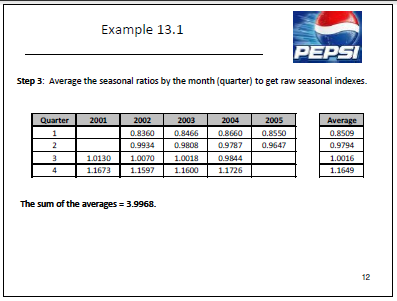 Example 13.1
PEPSI
Step 3: Average the seasonal ratios by the month (quarter) to get raw seasonal indexes.
Quarter 2001 2002 2003 2004 2005 Average
1 0.8360 0.8466 0.8660 0.8550 0.8509
2 0.9934 0.9808 0.9787 0.9647 0.9794
3 1.0130 1.0070 1.0018 0.9844 1.0016
4 1.1673 1.1597 1.1600 1.1726 1.1649
The sum of the averages = 3.9968.
12